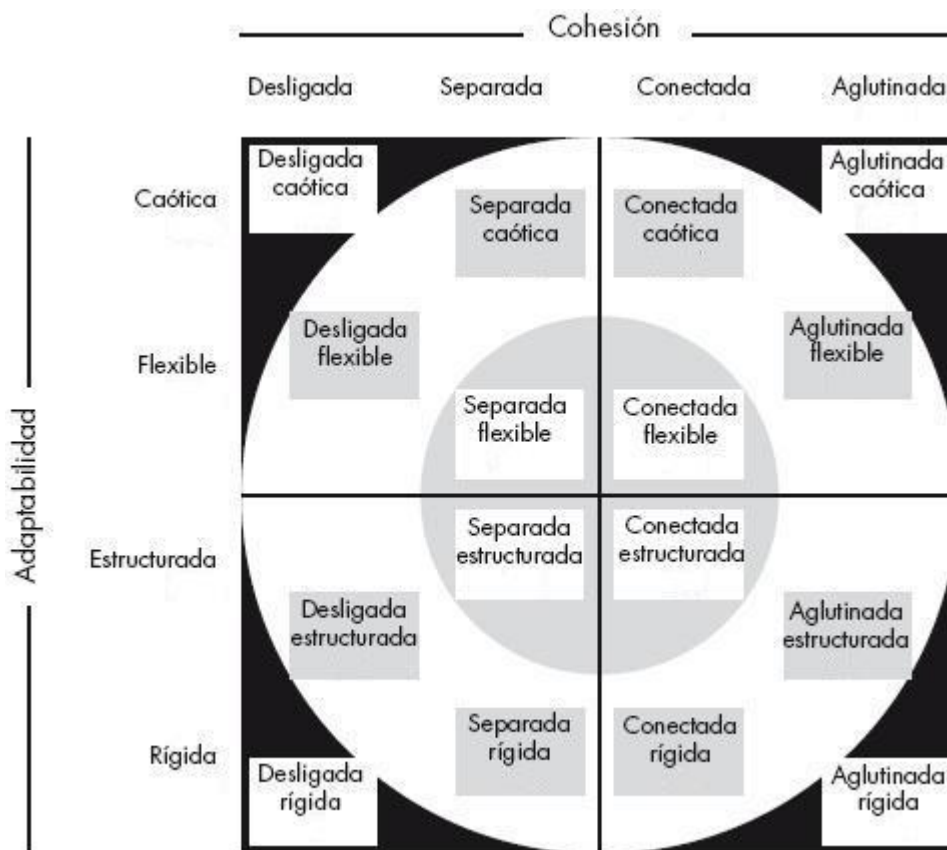 Cohesión
Desligada Separada Conectada Aglutinada
Adaptabilidad
Caótica
Desligada
caótica
Separada
caótica
Conectada
caótica
Aglutinada
caótica
Flexible
Desligada
flexible
Separada
flexible
Conectada
flexible
Aglutinada
flexible
Estructurada
Desligada
estructurada
Separada
estructurada
Conectada
estructurada
Aglutinada
estructurada
Rígida
Desligada
rígida
Separada
rígida
Conectada
rígida
Aglutinada
rígida